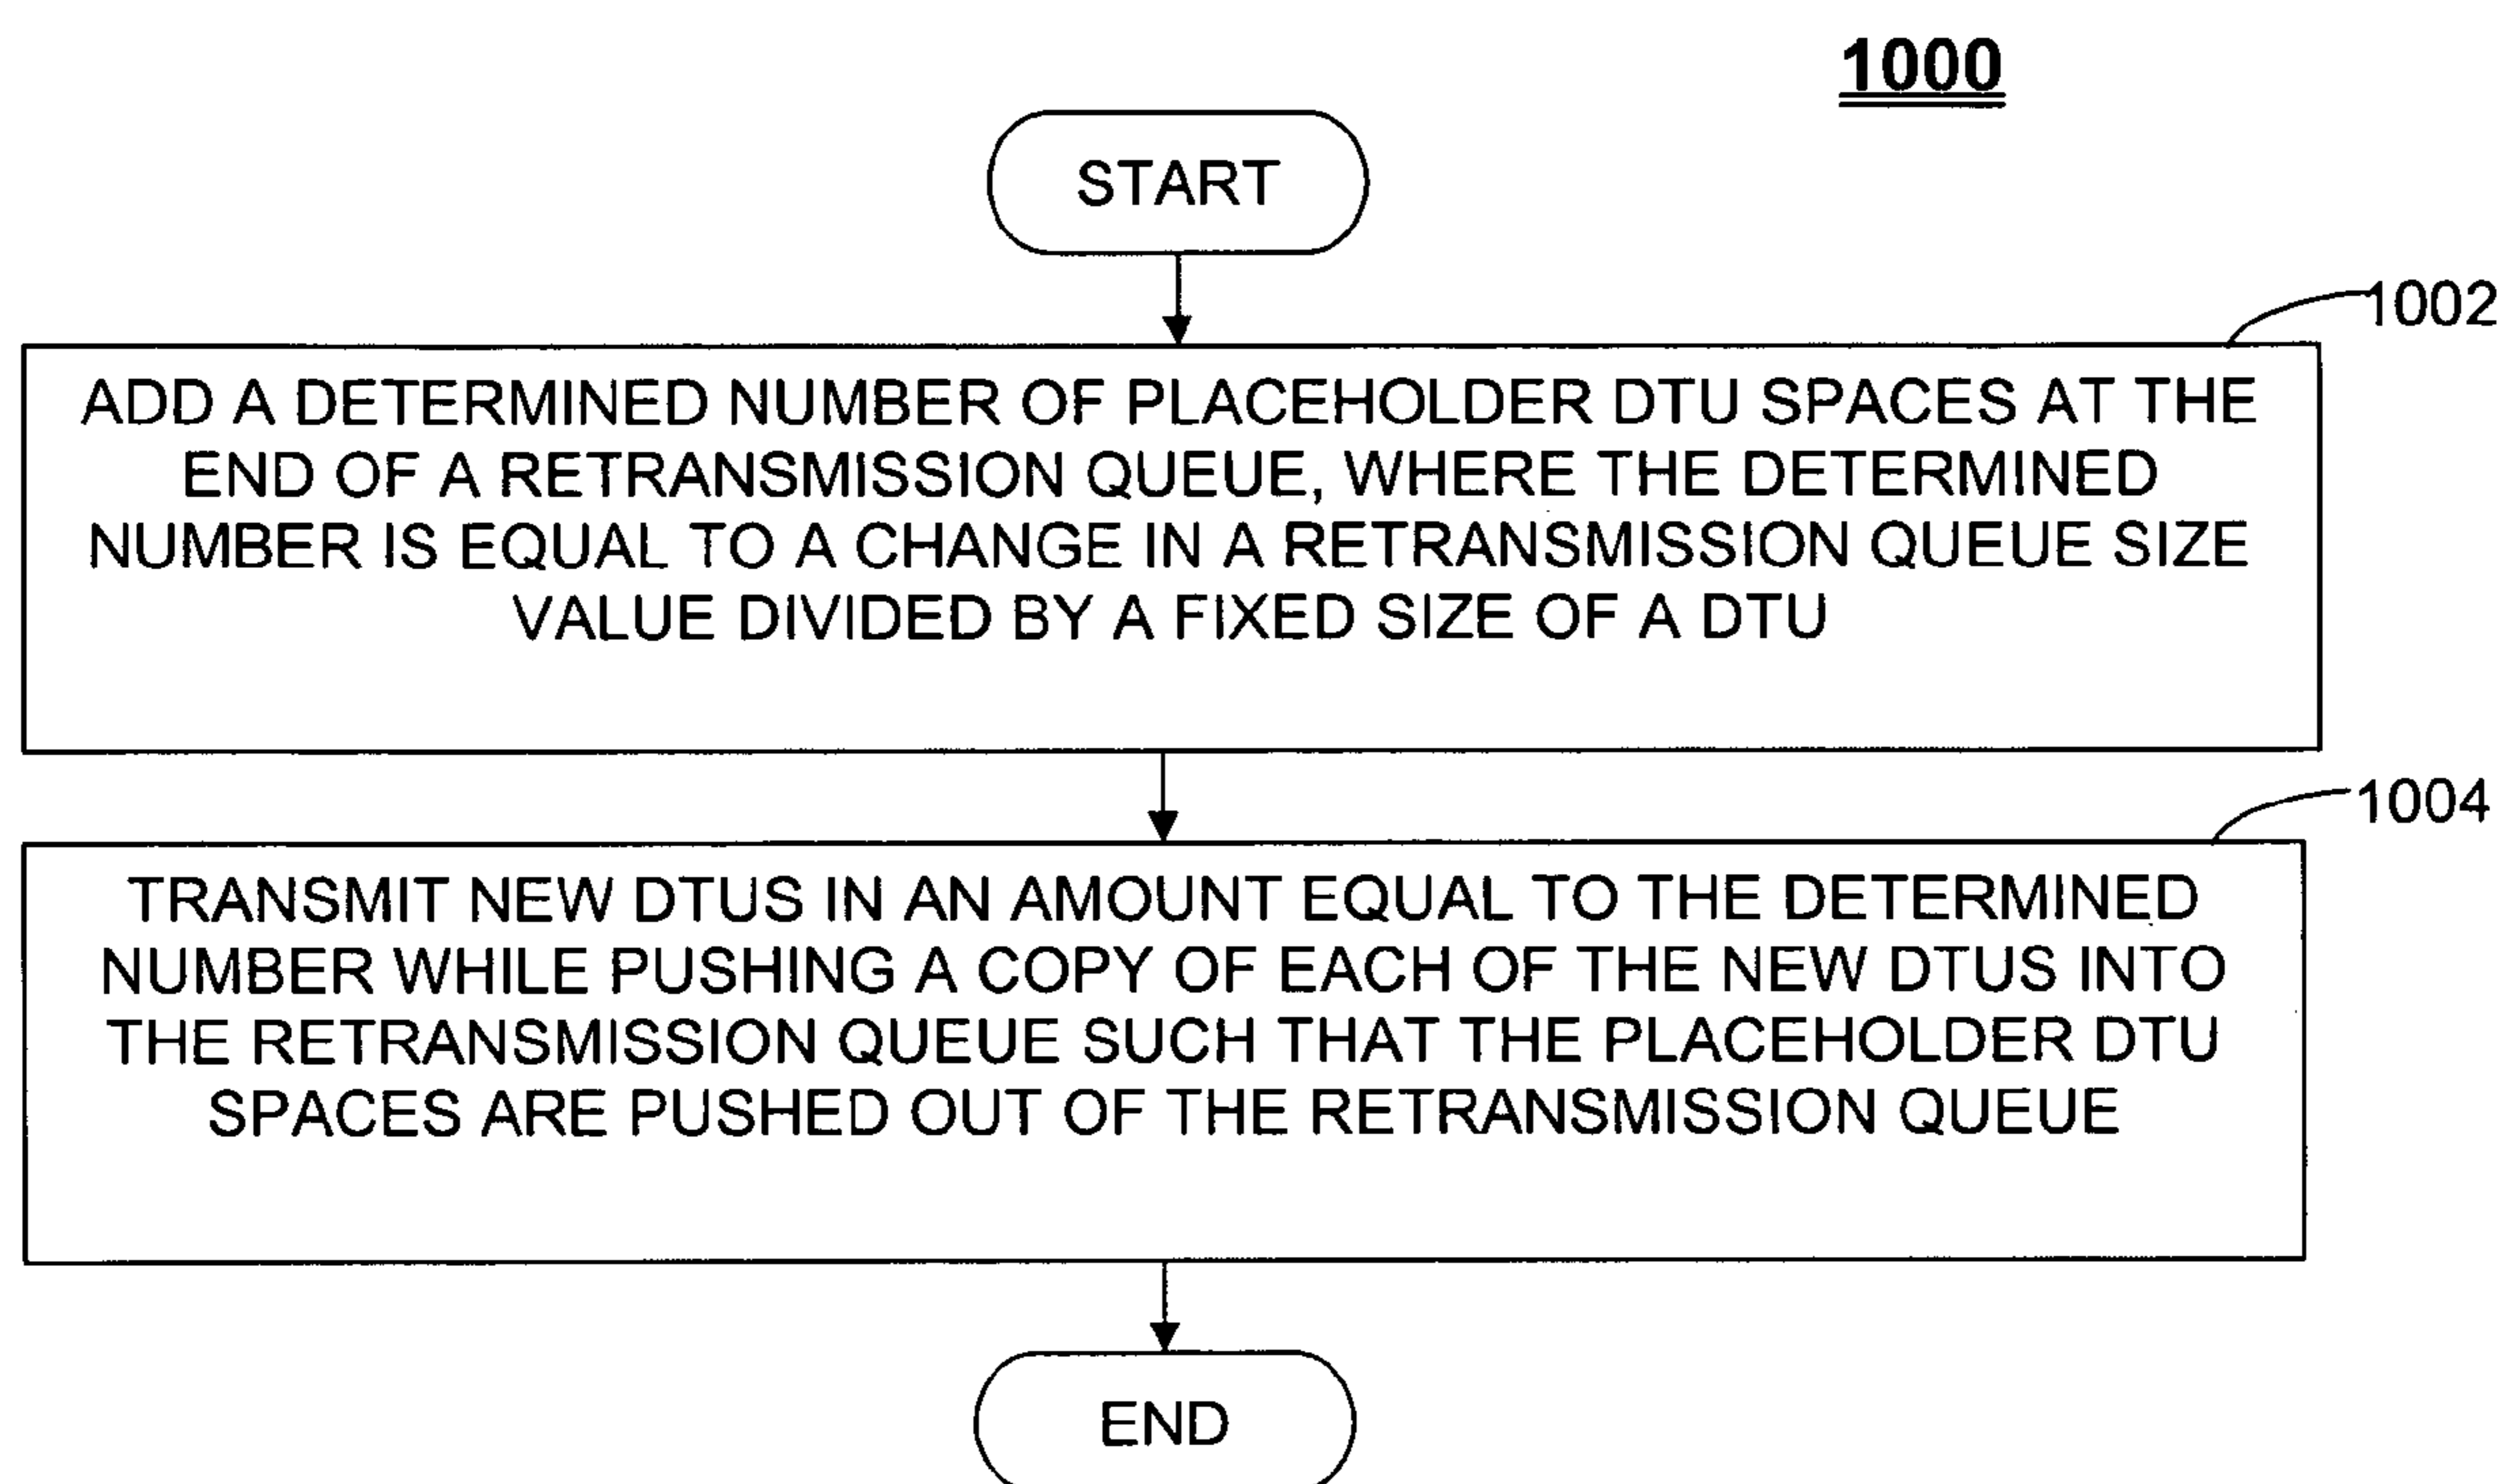 1000
START
1002
ADD A DETERMINED NUMBER OF PLACEHOLDER DTU SPACES AT THE
END OF A RETRANSMISSION QUEUE, WHERE THE DETERMINED
NUMBER IS EQUAL TO A CHANGE IN A RETRANSMISSION QUEUE SIZE
VALUE DIVIDED BY A FIXED SIZE OF A DTU
1004
TRANSMIT NEW DTUS IN AN AMOUNT EQUAL TO THE DETERMINED
NUMBER WHILE PUSHING A COPY OF EACH OF THE NEW DTUS INTO
THE RETRANSMISSION QUEUE SUCH THAT THE PLACEHOLDER DTU
SPACES ARE PUSHED OUT OF THE RETRANSMISSION QUEUE
END